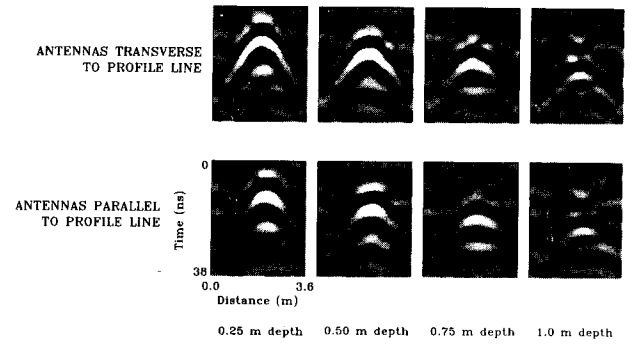 ANTENNAS TRANSVERSE
TO PROFILE LINE
ANTENNAS PARALLEL
TO PROFILE LINE
0
Time (ns)
38
0.0
3.6
Distance (m)
0.25 m depth
0.50 m depth
0.75 m depth
1.0 m depth